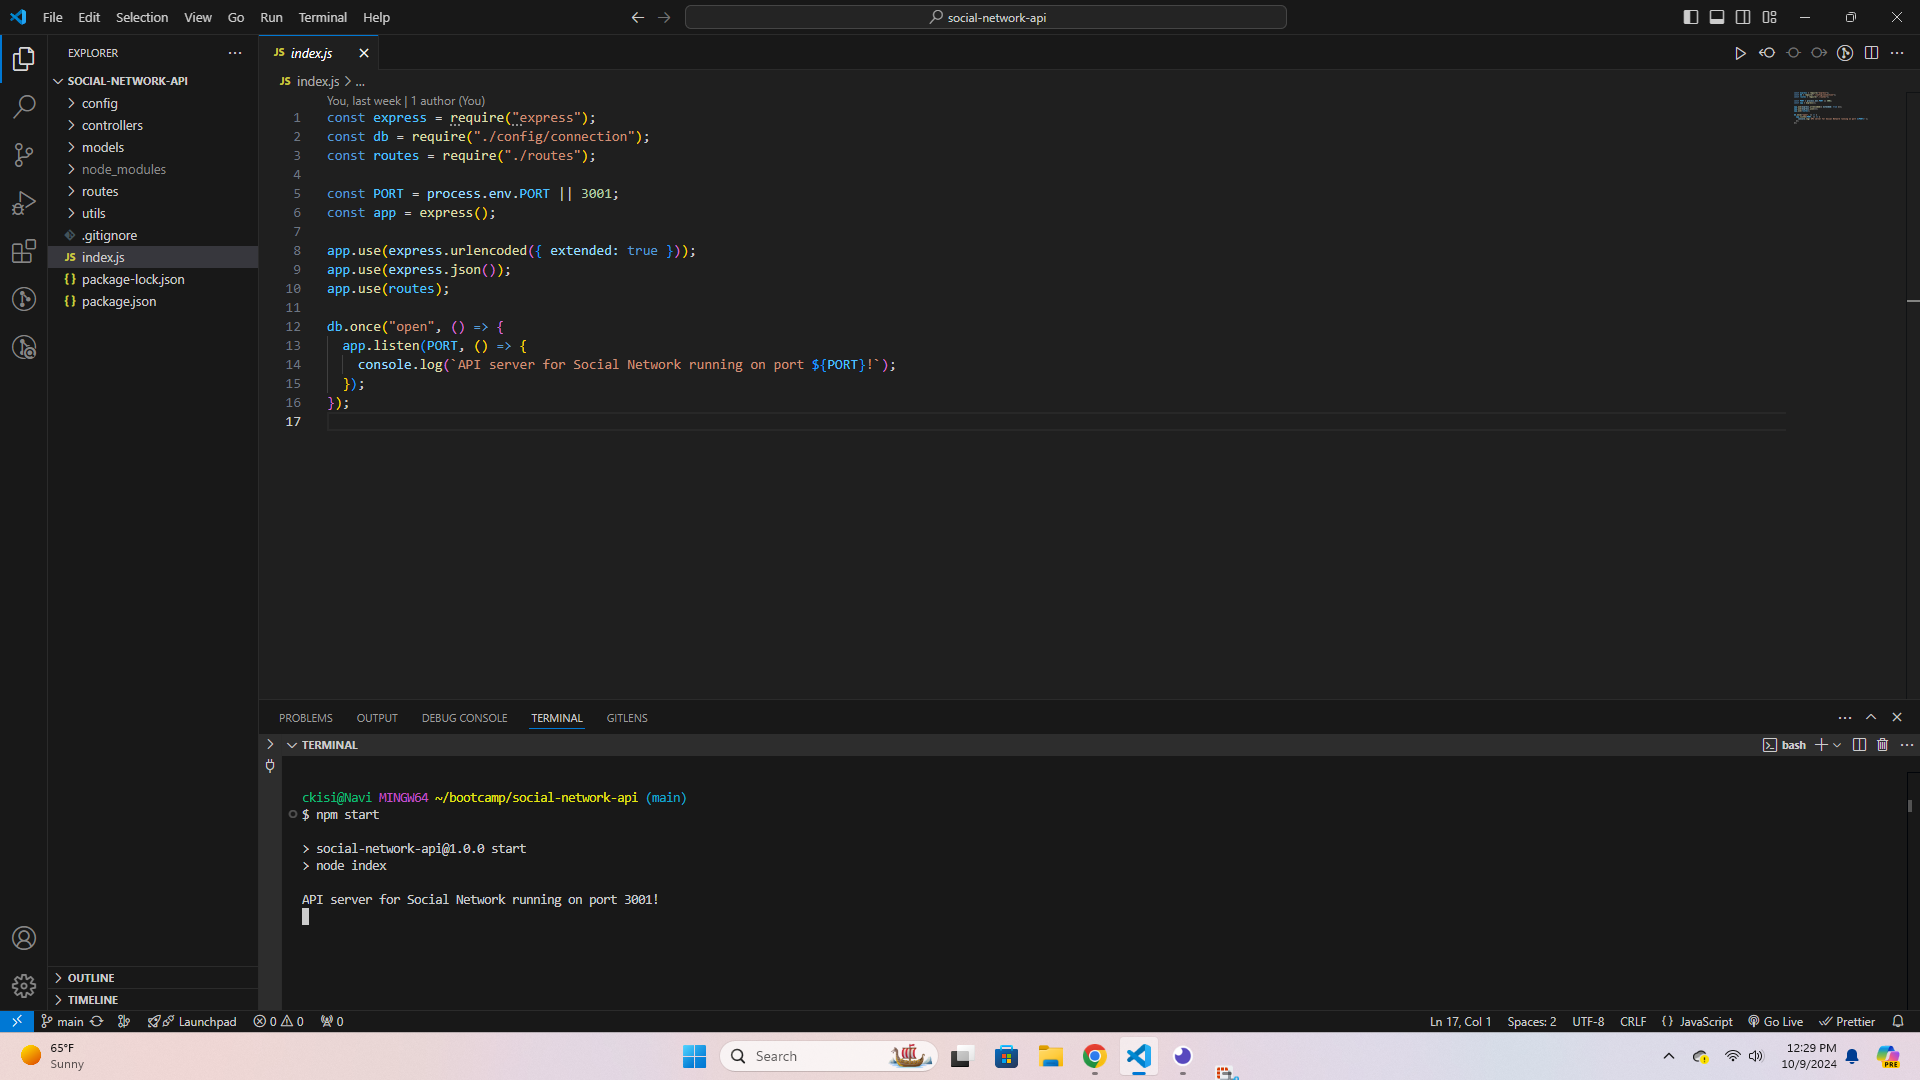 File Edit Selection View Go Run Terminal Help
social-network-api
EXPLORER
SOCIAL-NETWORK-API
config
controllers
models
node_modules
routes
utils
.gitignore
JS index.js
{} package-lock.json
{} package.json
OUTLINE
TIMELINE
JS index.js
JS index.js > ...
You, last week | 1 author (You)
1 const express = require("express");
2 const db = require("./config/connection");
3 const routes = require("./routes");
4
5 const PORT = process.env.PORT || 3001;
6 const app = express();
7
8 app.use(express.urlencoded({ extended: true }));
9 app.use(express.json());
10 app.use(routes);
11
12 db.once("open", () => {
13 app.listen(PORT, () => {
14 console.log(`API server for Social Network running on port ${PORT}!`);
15 });
16 });
17
PROBLEMS OUTPUT DEBUG CONSOLE TERMINAL GITLENS
TERMINAL
bash
ckisi@Navi MINGW64 ~/bootcamp/social-network-api (main)
$ npm start
> social-network-api@1.0.0 start
> node index
API server for Social Network running on port 3001!
main Launchpad 0 0 0
Ln 17, Col 1 Spaces: 2 UTF-8 CRLF {} JavaScript Go Live Prettier
65°F
Sunny
Search
12:29 PM
10/9/2024
PRE